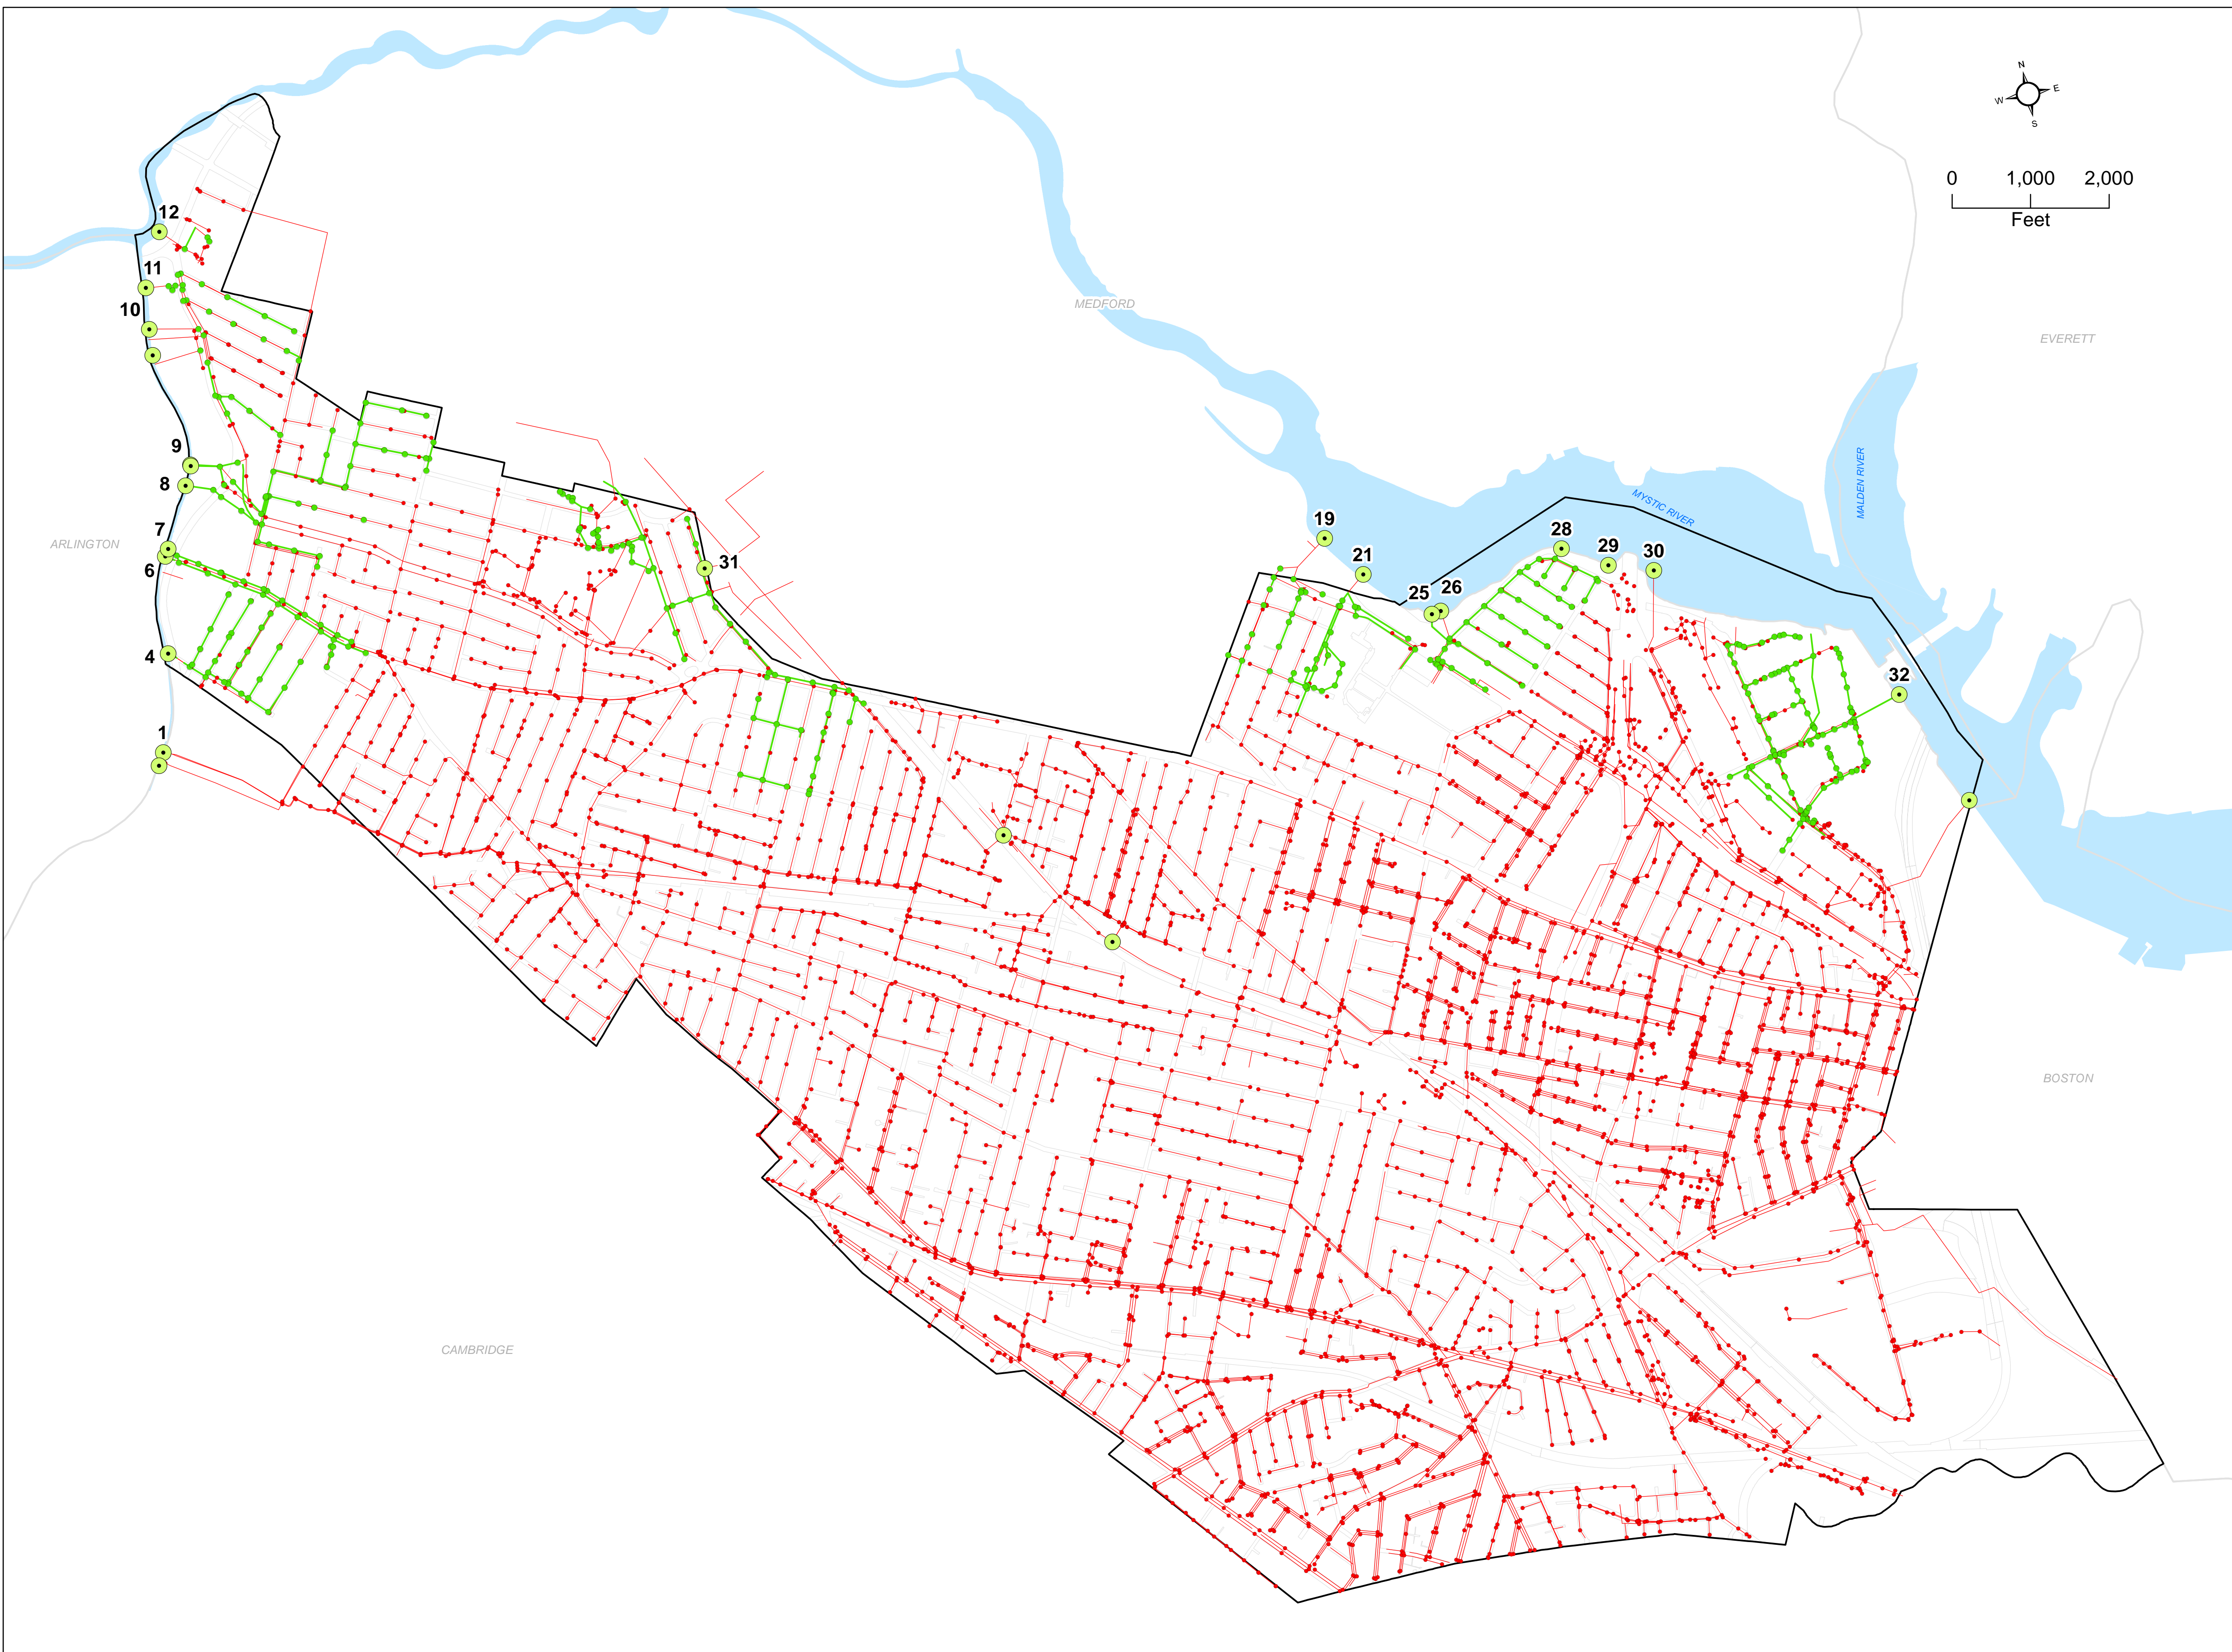 N
W E
S
0 1,000 2,000
Feet
12
11
10
MEDFORD
EVERETT
9
8
MALDEN RIVER
MYSTIC RIVER
7
ARLINGTON
6
19
28
29
30
21
31
25 26
4
32
1
BOSTON
CAMBRIDGE